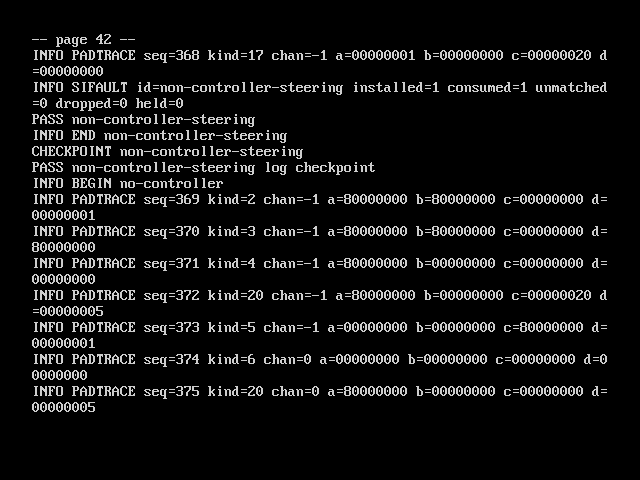 -- page 42 --
INFO PADTRACE seq=368 kind=17 chan=-1 a=00000001 b=00000000 c=00000020 d
=00000000
INFO SIFAULT id=non-controller-steering installed=1 consumed=1 unmatched
=0 dropped=0 held=0
PASS non-controller-steering
INFO END non-controller-steering
CHECKPOINT non-controller-steering
PASS non-controller-steering log checkpoint
INFO BEGIN no-controller
INFO PADTRACE seq=369 kind=2 chan=-1 a=80000000 b=80000000 c=00000000 d=
00000001
INFO PADTRACE seq=370 kind=3 chan=-1 a=80000000 b=80000000 c=00000000 d=
80000000
INFO PADTRACE seq=371 kind=4 chan=-1 a=80000000 b=00000000 c=00000000 d=
00000000
INFO PADTRACE seq=372 kind=20 chan=-1 a=80000000 b=00000000 c=00000020 d
=00000005
INFO PADTRACE seq=373 kind=5 chan=-1 a=00000000 b=00000000 c=80000000 d=
00000001
INFO PADTRACE seq=374 kind=6 chan=0 a=00000000 b=00000000 c=00000000 d=0
0000000
INFO PADTRACE seq=375 kind=20 chan=0 a=80000000 b=00000000 c=00000000 d=
00000005